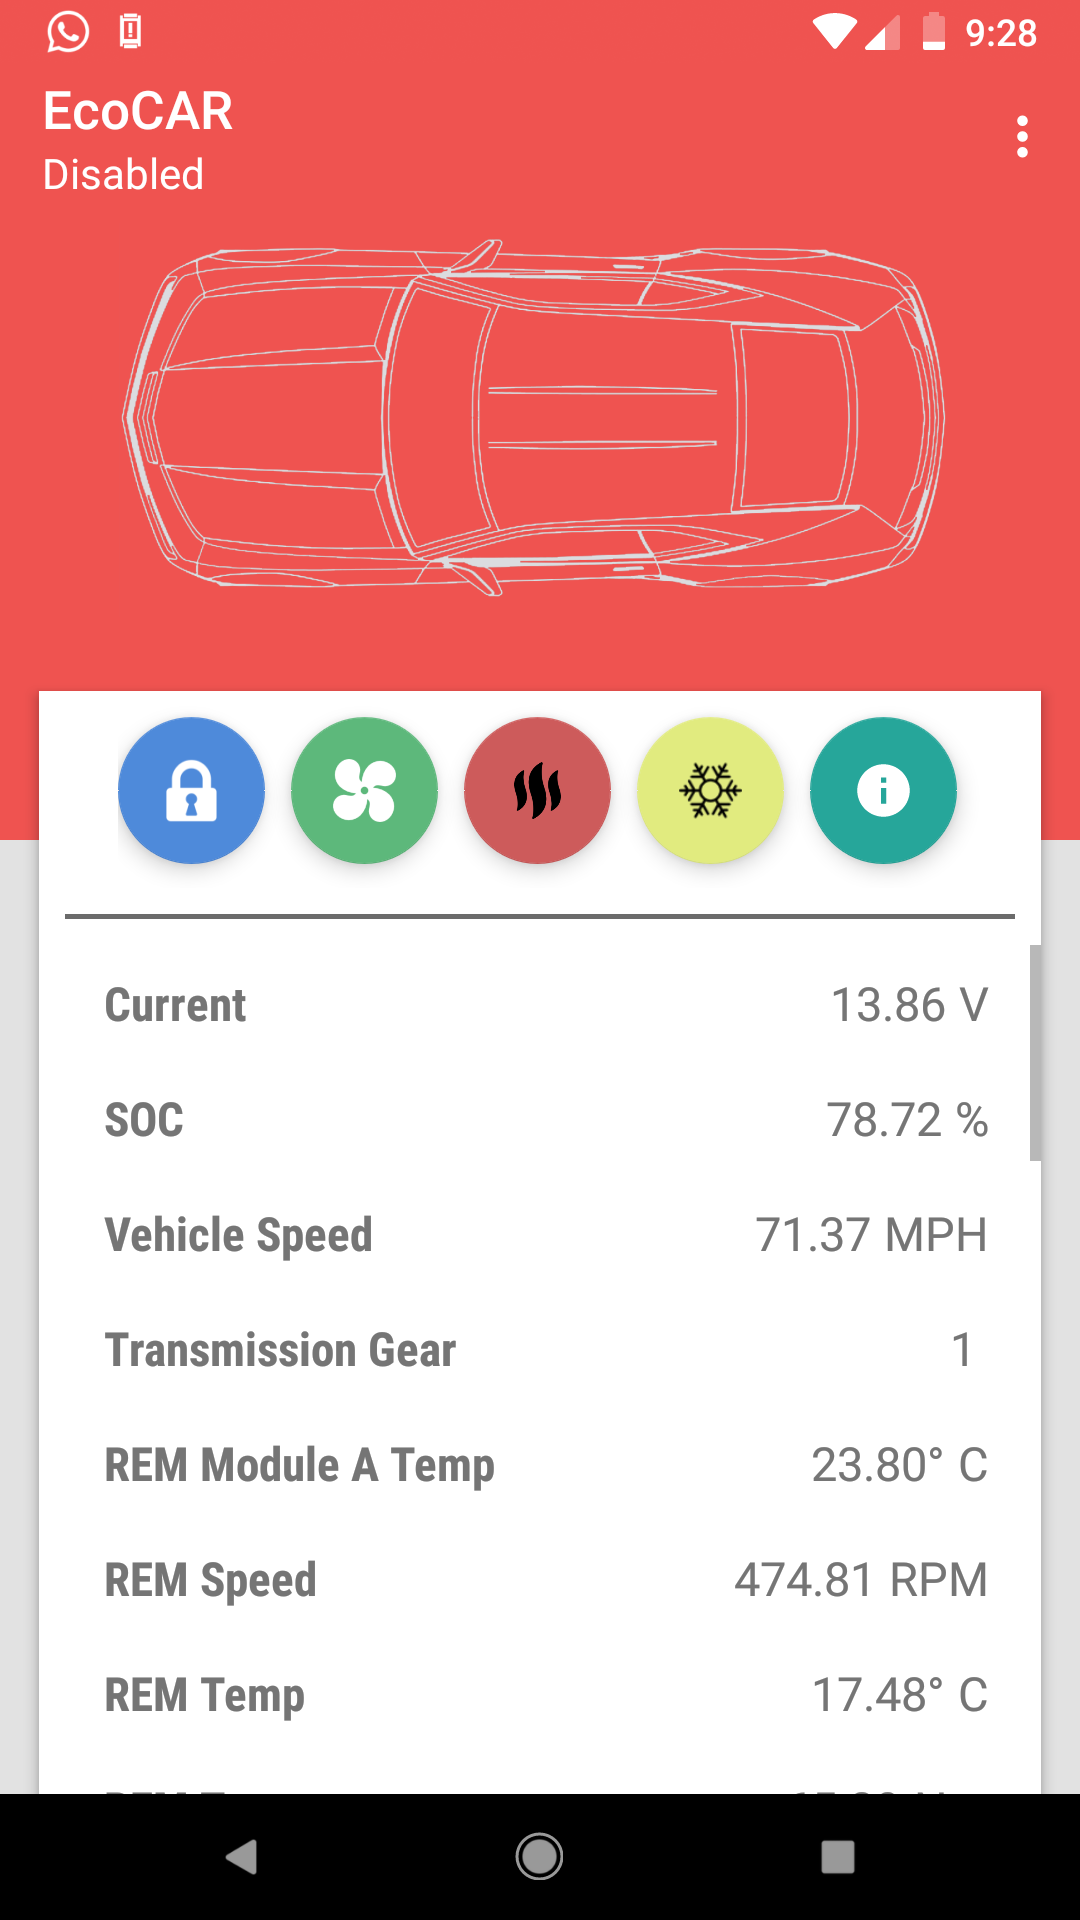 9:28
EcoCAR
Disabled
Current 13.86 V
SOC 78.72 %
Vehicle Speed 71.37 MPH
Transmission Gear 1
REM Module A Temp 23.80° C
REM Speed 474.81 RPM
REM Temp 17.48° C